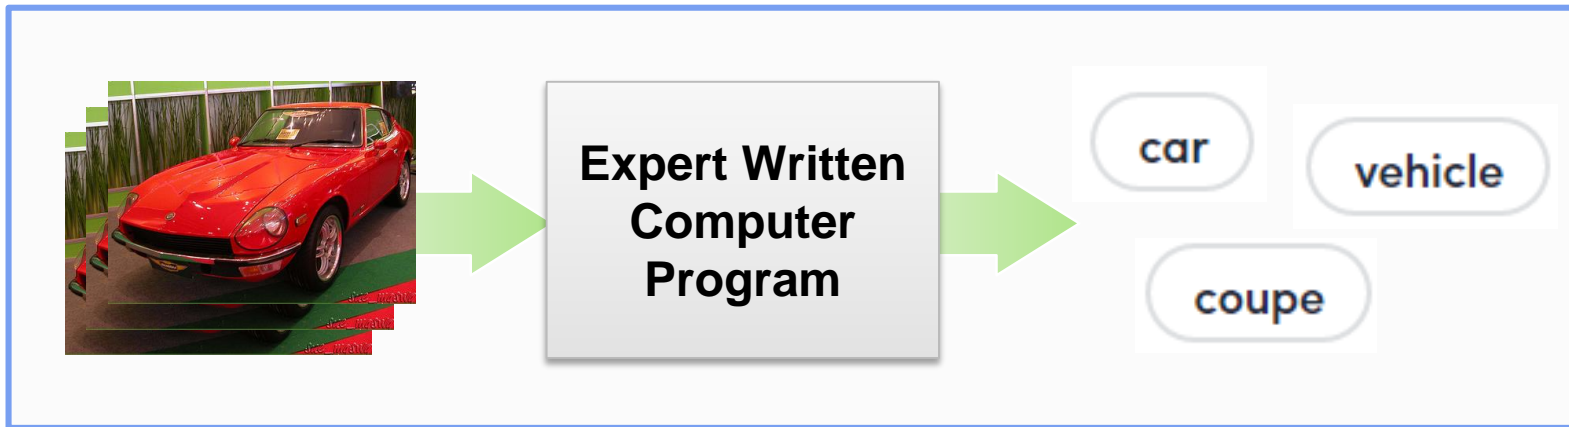 Expert Written
Computer
Program
car
vehicle
coupe